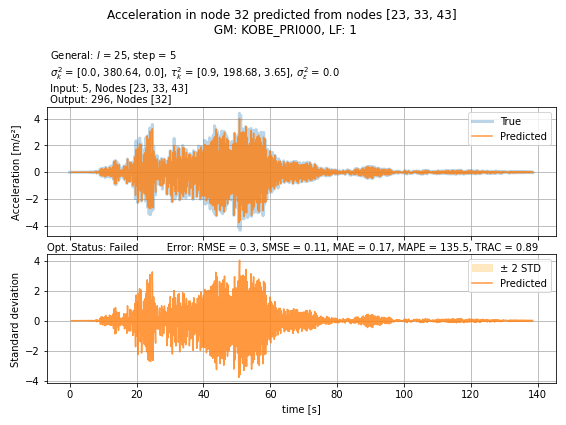 Acceleration in node 32 predicted from nodes [23, 33, 43]
GM: KOBE_PRI000, LF: 1
General: l = 25, step = 5
σ²ₖ = [0.0, 380.64, 0.0], τ²ₖ = [0.9, 198.68, 3.65], σ²ε = 0.0
Input: 5, Nodes [23, 33, 43]
Output: 296, Nodes [32]
True
Predicted
Acceleration [m/s²]
4
2
0
−2
−4
Opt. Status: Failed Error: RMSE = 0.3, SMSE = 0.11, MAE = 0.17, MAPE = 135.5, TRAC = 0.89
± 2 STD
Predicted
Standard deviation
4
2
0
−2
−4
0 20 40 60 80 100 120 140
time [s]